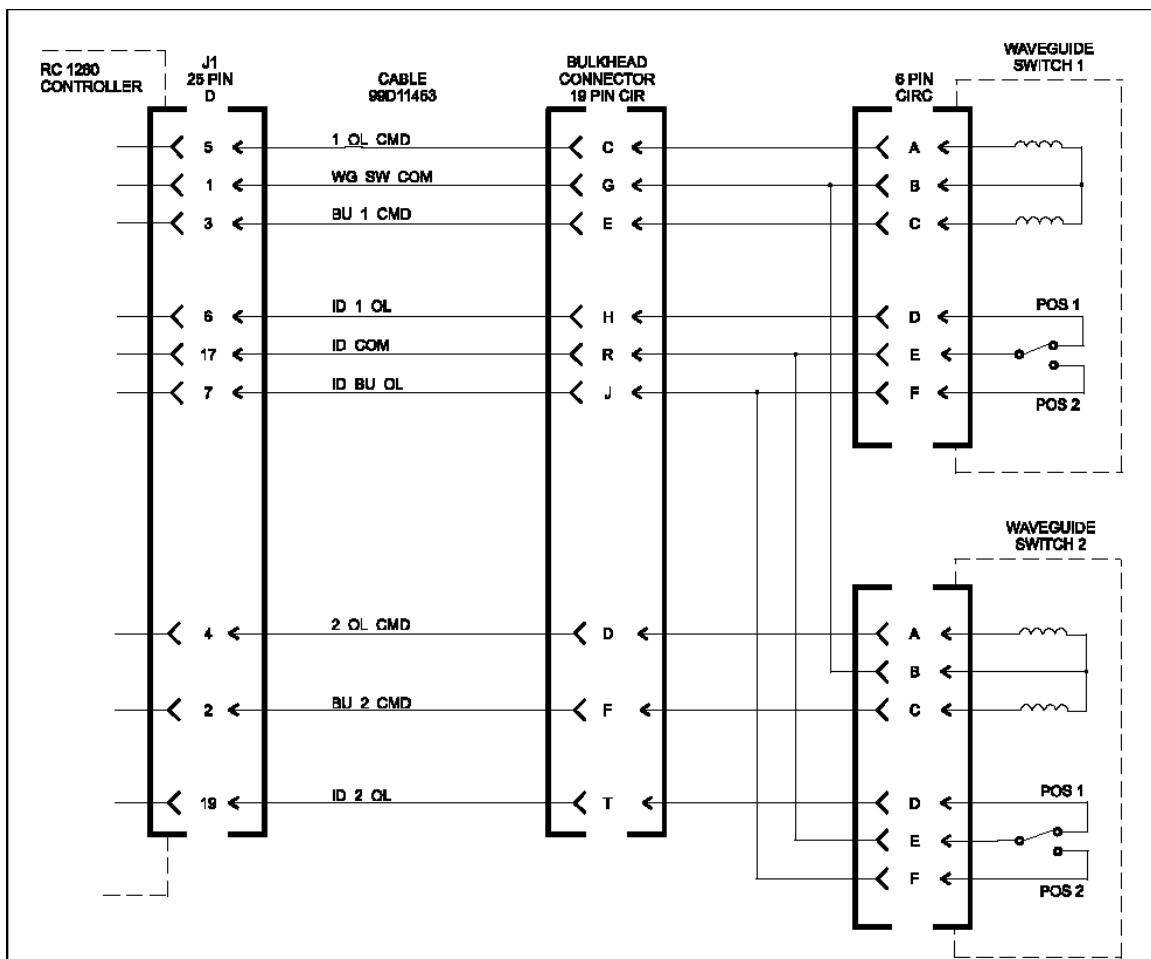 RC 1260
CONTROLLER
J1
25 PIN
D
CABLE
99D11453
BULKHEAD
CONNECTOR
19 PIN CIR
6 PIN
CIRC
WAVEGUIDE
SWITCH 1
5
1 OL CMD
C
A
1
WG SW COM
G
B
3
BU 1 CMD
E
C
6
ID 1 OL
H
D
POS 1
17
ID COM
R
E
7
ID BU OL
J
F
POS 2
WAVEGUIDE
SWITCH 2
4
2 OL CMD
D
A
B
2
BU 2 CMD
F
C
19
ID 2 OL
T
D
POS 1
E
F
POS 2